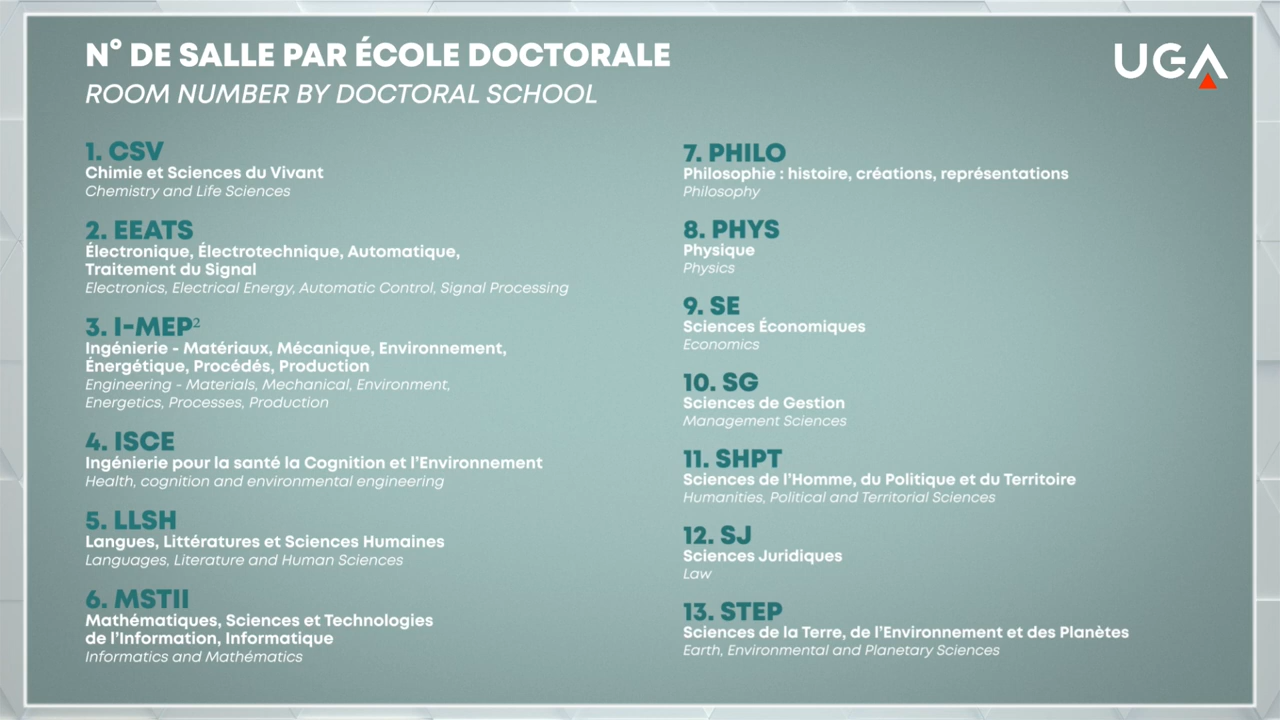 N° DE SALLE PAR ÉCOLE DOCTORALE
ROOM NUMBER BY DOCTORAL SCHOOL
UGA
1. CSV
Chimie et Sciences du Vivant
Chemistry and Life Sciences
2. EEATS
Électronique, Électrotechnique, Automatique,
Traitement du Signal
Electronics, Electrical Energy, Automatic Control, Signal Processing
3. I-MEP²
Ingénierie - Matériaux, Mécanique, Environnement,
Énergétique, Procédés, Production
Engineering - Materials, Mechanical, Environment,
Energetics, Processes, Production
4. ISCE
Ingénierie pour la santé la Cognition et l'Environnement
Health, cognition and environmental engineering
5. LLSH
Langues, Littératures et Sciences Humaines
Languages, Literature and Human Sciences
6. MSTII
Mathématiques, Sciences et Technologies
de l'Information, Informatique
Informatics and Mathématics
7. PHILO
Philosophie : histoire, créations, représentations
Philosophy
8. PHYS
Physique
Physics
9. SE
Sciences Économiques
Economics
10. SG
Sciences de Gestion
Management Sciences
11. SHPT
Sciences de l'Homme, du Politique et du Territoire
Humanities, Political and Territorial Sciences
12. SJ
Sciences Juridiques
Law
13. STEP
Sciences de la Terre, de l'Environnement et des Planètes
Earth, Environmental and Planetary Sciences